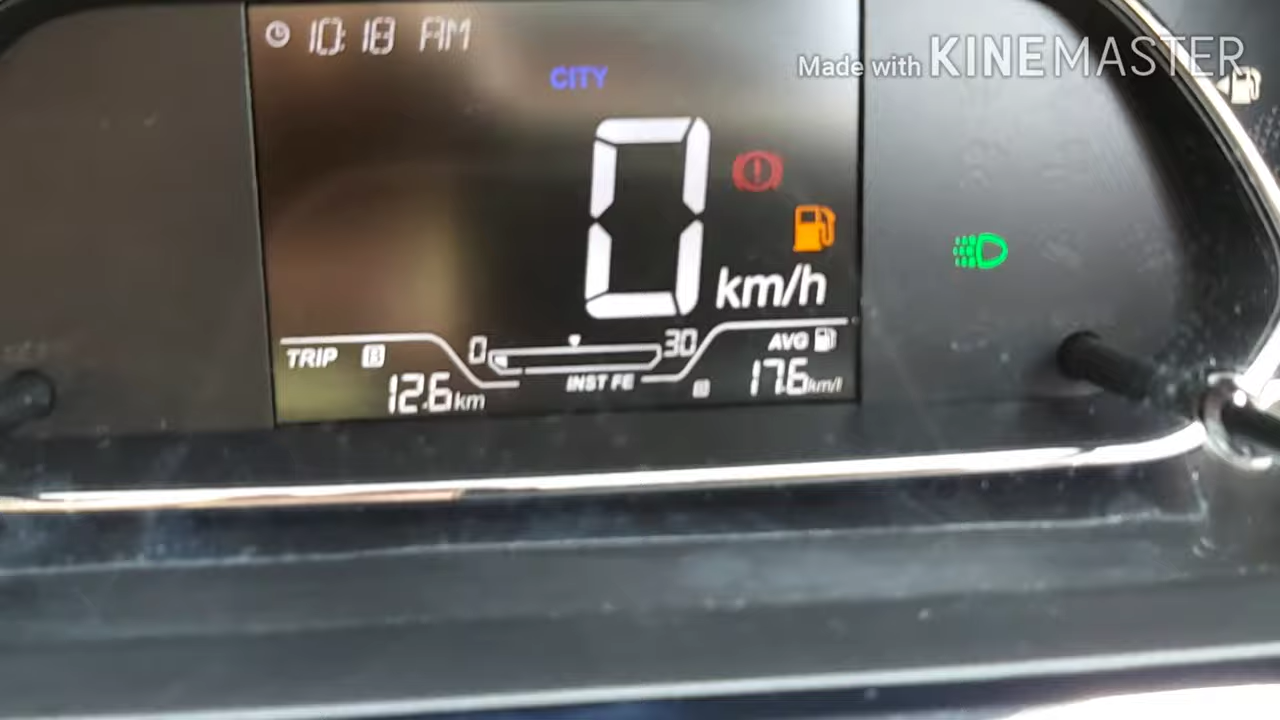 10:18 AM
Made with KINEMASTER
CITY
0
km/h
TRIP B
12.6 km
0 30
INST FE
AVG
17.6 km/l